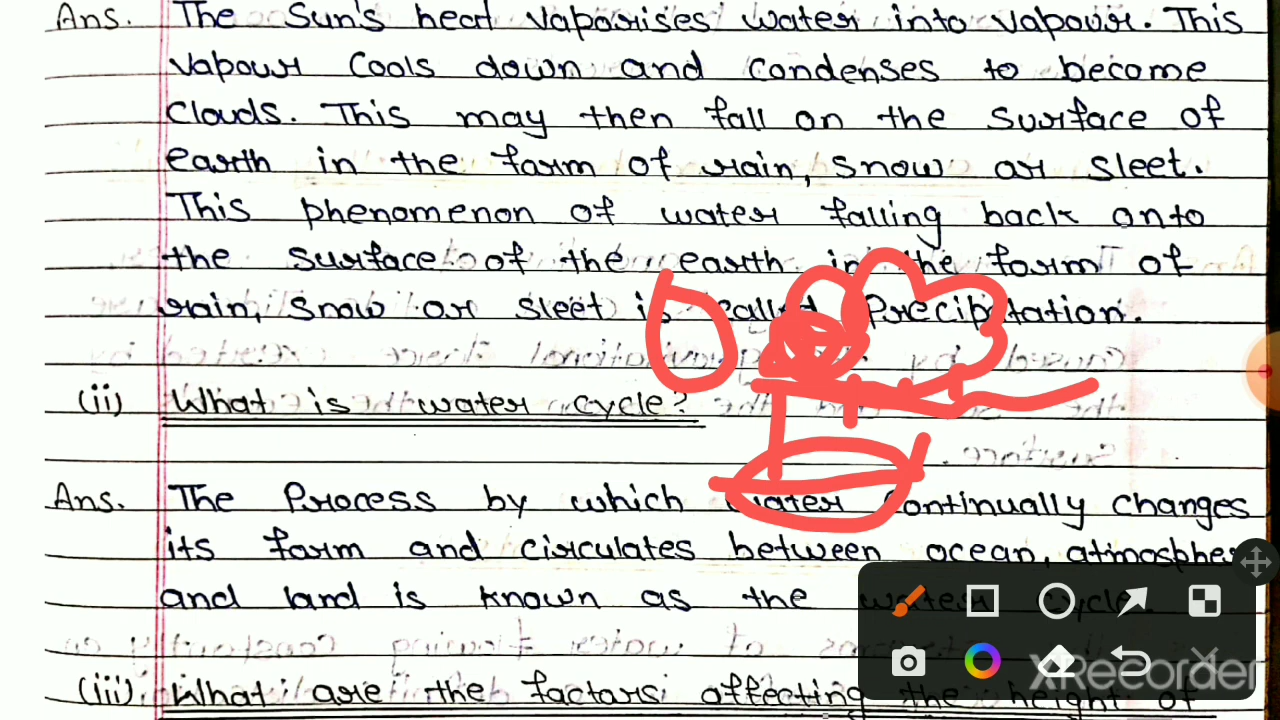 Ans. The Sun's heat vaporises water into vapour. This
vapour cools down and condenses to become
clouds. This may then fall on the surface of
earth in the form of rain, snow or sleet.
This phenomenon of water falling back onto
the surface of the earth in the form of
rain, snow or sleet is called Precipitation.
(ii) What is water cycle?
Ans. The Process by which water continually changes
its form and circulates between ocean, atmosphere
and land is known as the water cycle.
(iii) What are the factors affecting the height of
XRecorder